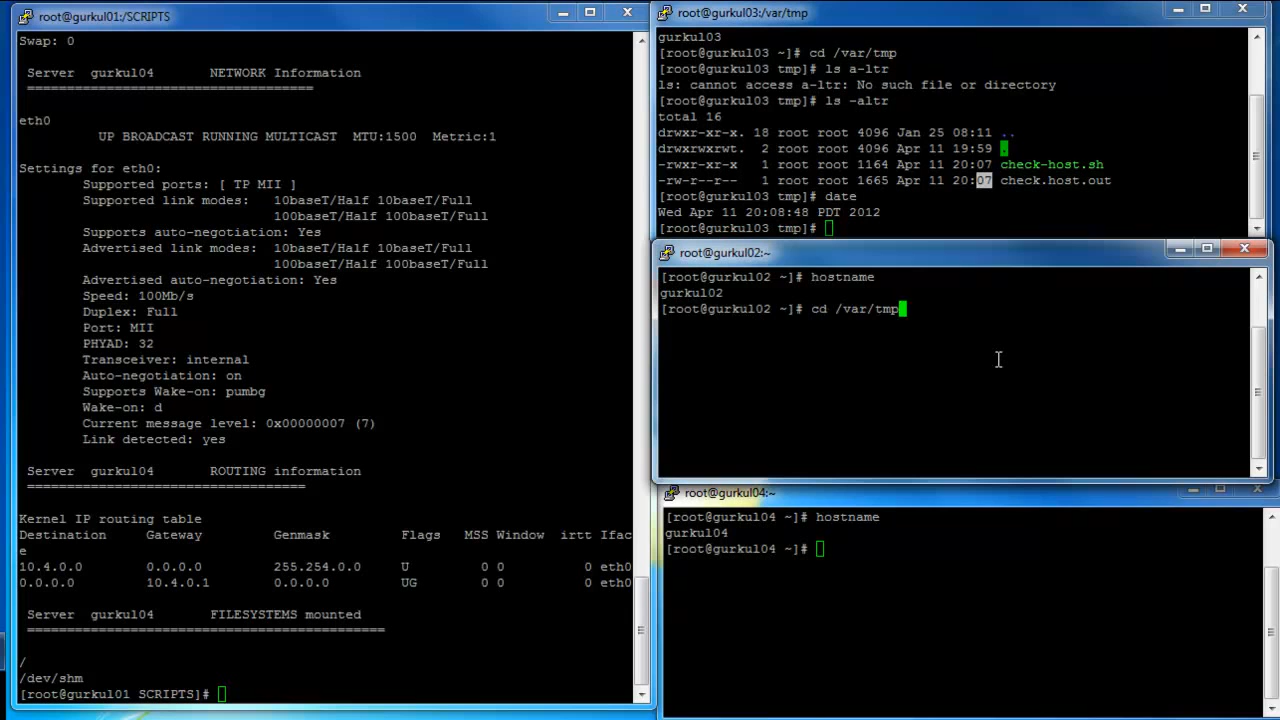 root@gurkul01:/SCRIPTS
Swap: 0
Server gurkul04 NETWORK Information
=====================================
eth0
UP BROADCAST RUNNING MULTICAST MTU:1500 Metric:1
Settings for eth0:
Supported ports: [ TP MII ]
Supported link modes: 10baseT/Half 10baseT/Full
100baseT/Half 100baseT/Full
Supports auto-negotiation: Yes
Advertised link modes: 10baseT/Half 10baseT/Full
100baseT/Half 100baseT/Full
Advertised auto-negotiation: Yes
Speed: 100Mb/s
Duplex: Full
Port: MII
PHYAD: 32
Transceiver: internal
Auto-negotiation: on
Supports Wake-on: pumbg
Wake-on: d
Current message level: 0x00000007 (7)
Link detected: yes
Server gurkul04 ROUTING information
===================================
Kernel IP routing table
Destination Gateway Genmask Flags MSS Window irtt Ifac
e
10.4.0.0 0.0.0.0 255.254.0.0 U 0 0 0 eth0
0.0.0.0 10.4.0.1 0.0.0.0 UG 0 0 0 eth0
Server gurkul04 FILESYSTEMS mounted
=============================================
/
/dev/shm
[root@gurkul01 SCRIPTS]#
root@gurkul03:/var/tmp
gurkul03
[root@gurkul03 ~]# cd /var/tmp
[root@gurkul03 tmp]# ls a-ltr
ls: cannot access a-ltr: No such file or directory
[root@gurkul03 tmp]# ls -altr
total 16
drwxr-xr-x. 18 root root 4096 Jan 25 08:11 ..
drwxrwxrwt. 2 root root 4096 Apr 11 19:59 .
-rwxr-xr-x 1 root root 1164 Apr 11 20:07 check-host.sh
-rw-r--r-- 1 root root 1665 Apr 11 20:07 check.host.out
[root@gurkul03 tmp]# date
Wed Apr 11 20:08:48 PDT 2012
[root@gurkul03 tmp]#
root@gurkul02:~
[root@gurkul02 ~]# hostname
gurkul02
[root@gurkul02 ~]# cd /var/tmp
root@gurkul04:~
[root@gurkul04 ~]# hostname
gurkul04
[root@gurkul04 ~]#